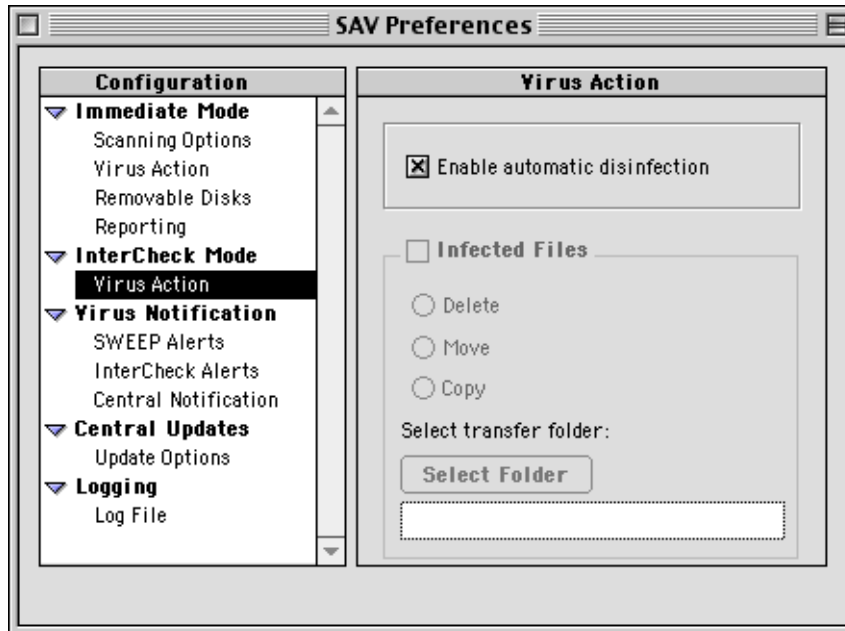 SAV Preferences
Configuration
Immediate Mode
Scanning Options
Virus Action
Removable Disks
Reporting
InterCheck Mode
Virus Action
Virus Notification
SWEEP Alerts
InterCheck Alerts
Central Notification
Central Updates
Update Options
Logging
Log File
Virus Action
Enable automatic disinfection
Infected Files
Delete
Move
Copy
Select transfer folder:
Select Folder